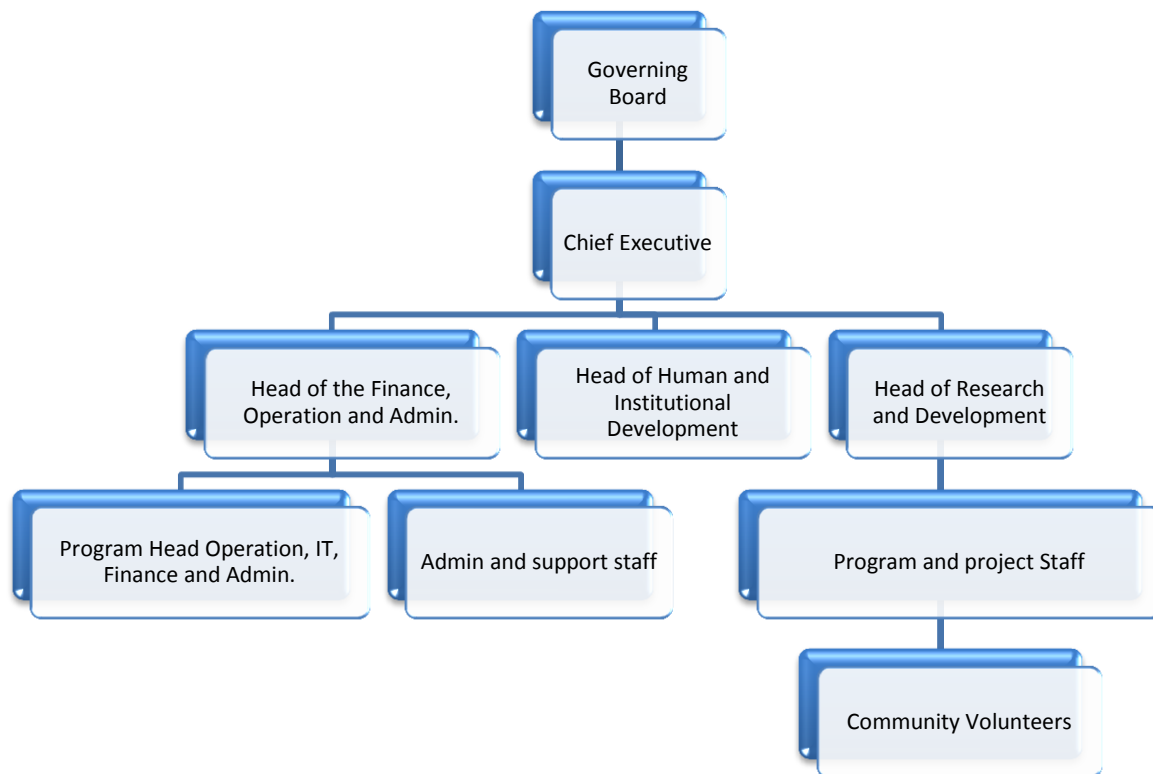 Governing
Board
Chief Executive
Head of the Finance,
Operation and Admin.
Head of Human and
Institutional
Development
Head of Research
and Development
Program Head Operation, IT,
Finance and Admin.
Admin and support staff
Program and project Staff
Community Volunteers